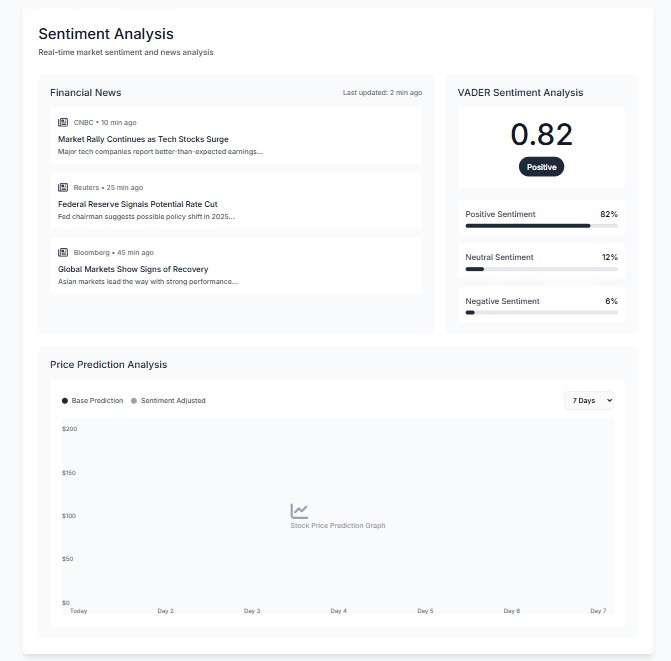 Sentiment Analysis
Real-time market sentiment and news analysis
Financial News
Last updated: 2 min ago
CNBC • 10 min ago
Market Rally Continues as Tech Stocks Surge
Major tech companies report better-than-expected earnings...
Reuters • 25 min ago
Federal Reserve Signals Potential Rate Cut
Fed chairman suggests possible policy shift in 2025...
Bloomberg • 45 min ago
Global Markets Show Signs of Recovery
Asian markets lead the way with strong performance...
VADER Sentiment Analysis
0.82
Positive
Positive Sentiment 82%
Neutral Sentiment 12%
Negative Sentiment 6%
Price Prediction Analysis
Base Prediction Sentiment Adjusted
7 Days
$200
$150
$100
$50
$0
Stock Price Prediction Graph
Today Day 2 Day 3 Day 4 Day 5 Day 6 Day 7